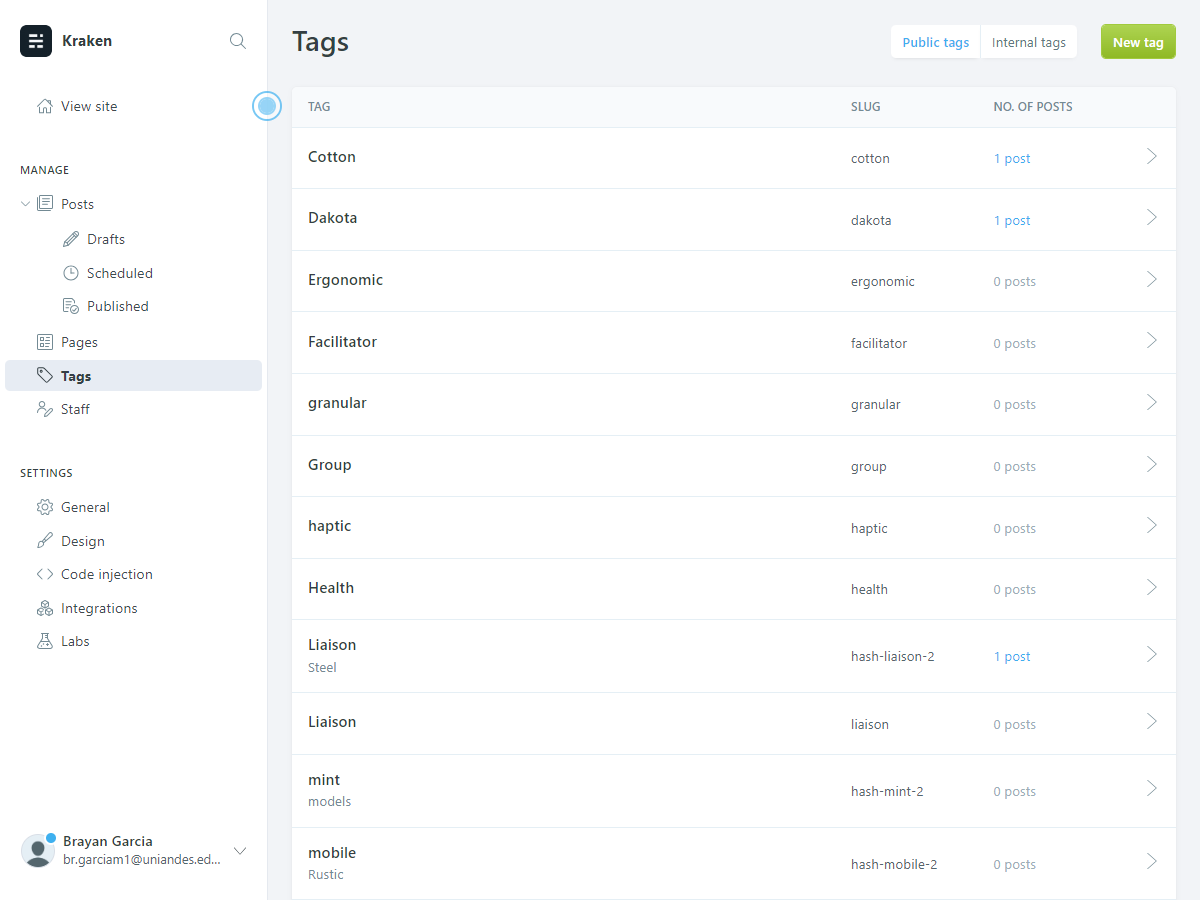 Kraken
View site
MANAGE
Posts
Drafts
Scheduled
Published
Pages
Tags
Staff
SETTINGS
General
Design
Code injection
Integrations
Labs
Brayan Garcia
br.garciam1@uniandes.ed...
Tags
Public tags Internal tags New tag
TAG SLUG NO. OF POSTS
Cotton cotton 1 post
Dakota dakota 1 post
Ergonomic ergonomic 0 posts
Facilitator facilitator 0 posts
granular granular 0 posts
Group group 0 posts
haptic haptic 0 posts
Health health 0 posts
Liaison
Steel
hash-liaison-2 1 post
Liaison liaison 0 posts
mint
models
hash-mint-2 0 posts
mobile
Rustic
hash-mobile-2 0 posts